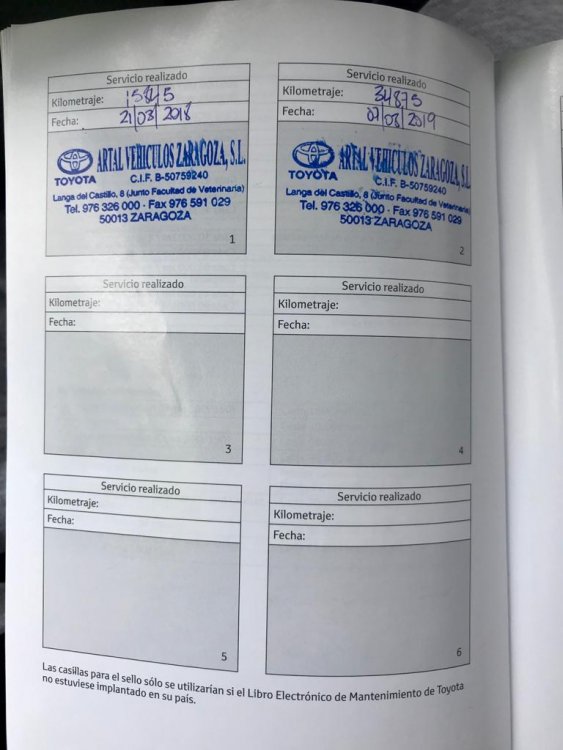 Servicio realizado
Kilometraje: 15845
Fecha: 21/03/2018
TOYOTA
ARTAL VEHICULOS ZARAGOZA, S.L.
C.I.F. B-50759240
Langa del Castillo, 8 (Junto Facultad de Veterinaria)
Tel. 976 326 000 - Fax 976 591 029
50013 ZARAGOZA
1
Servicio realizado
Kilometraje: 34875
Fecha: 07/03/2019
TOYOTA
ARTAL VEHICULOS ZARAGOZA, S.L.
C.I.F. B-50759240
Langa del Castillo, 8 (Junto Facultad de Veterinaria)
Tel. 976 326 000 - Fax 976 591 029
50013 ZARAGOZA
2
Servicio realizado
Kilometraje:
Fecha:
3
Servicio realizado
Kilometraje:
Fecha:
4
Servicio realizado
Kilometraje:
Fecha:
5
Servicio realizado
Kilometraje:
Fecha:
6
Las casillas para el sello sólo se utilizarían si el Libro Electrónico de Mantenimiento de Toyota
no estuviese implantado en su país.